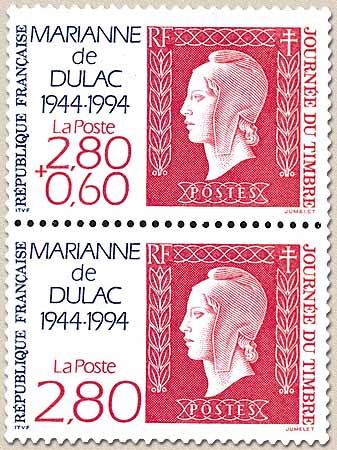 RÉPUBLIQUE FRANÇAISE
MARIANNE
de
DULAC
1944-1994
La Poste
2,80
+0,60
RF
POSTES
JOURNÉE DU TIMBRE
ITVF
JUMELET
RÉPUBLIQUE FRANÇAISE
MARIANNE
de
DULAC
1944-1994
La Poste
2,80
RF
POSTES
JOURNÉE DU TIMBRE
ITVF
JUMELET